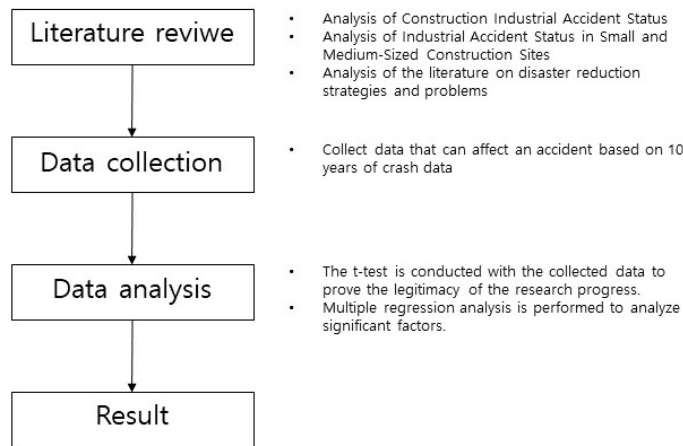 Literature reviwe
• Analysis of Construction Industrial Accident Status
• Analysis of Industrial Accident Status in Small and
Medium-Sized Construction Sites
• Analysis of the literature on disaster reduction
strategies and problems
Data collection
• Collect data that can affect an accident based on 10
years of crash data
Data analysis
• The t-test is conducted with the collected data to
prove the legitimacy of the research progress.
• Multiple regression analysis is performed to analyze
significant factors.
Result